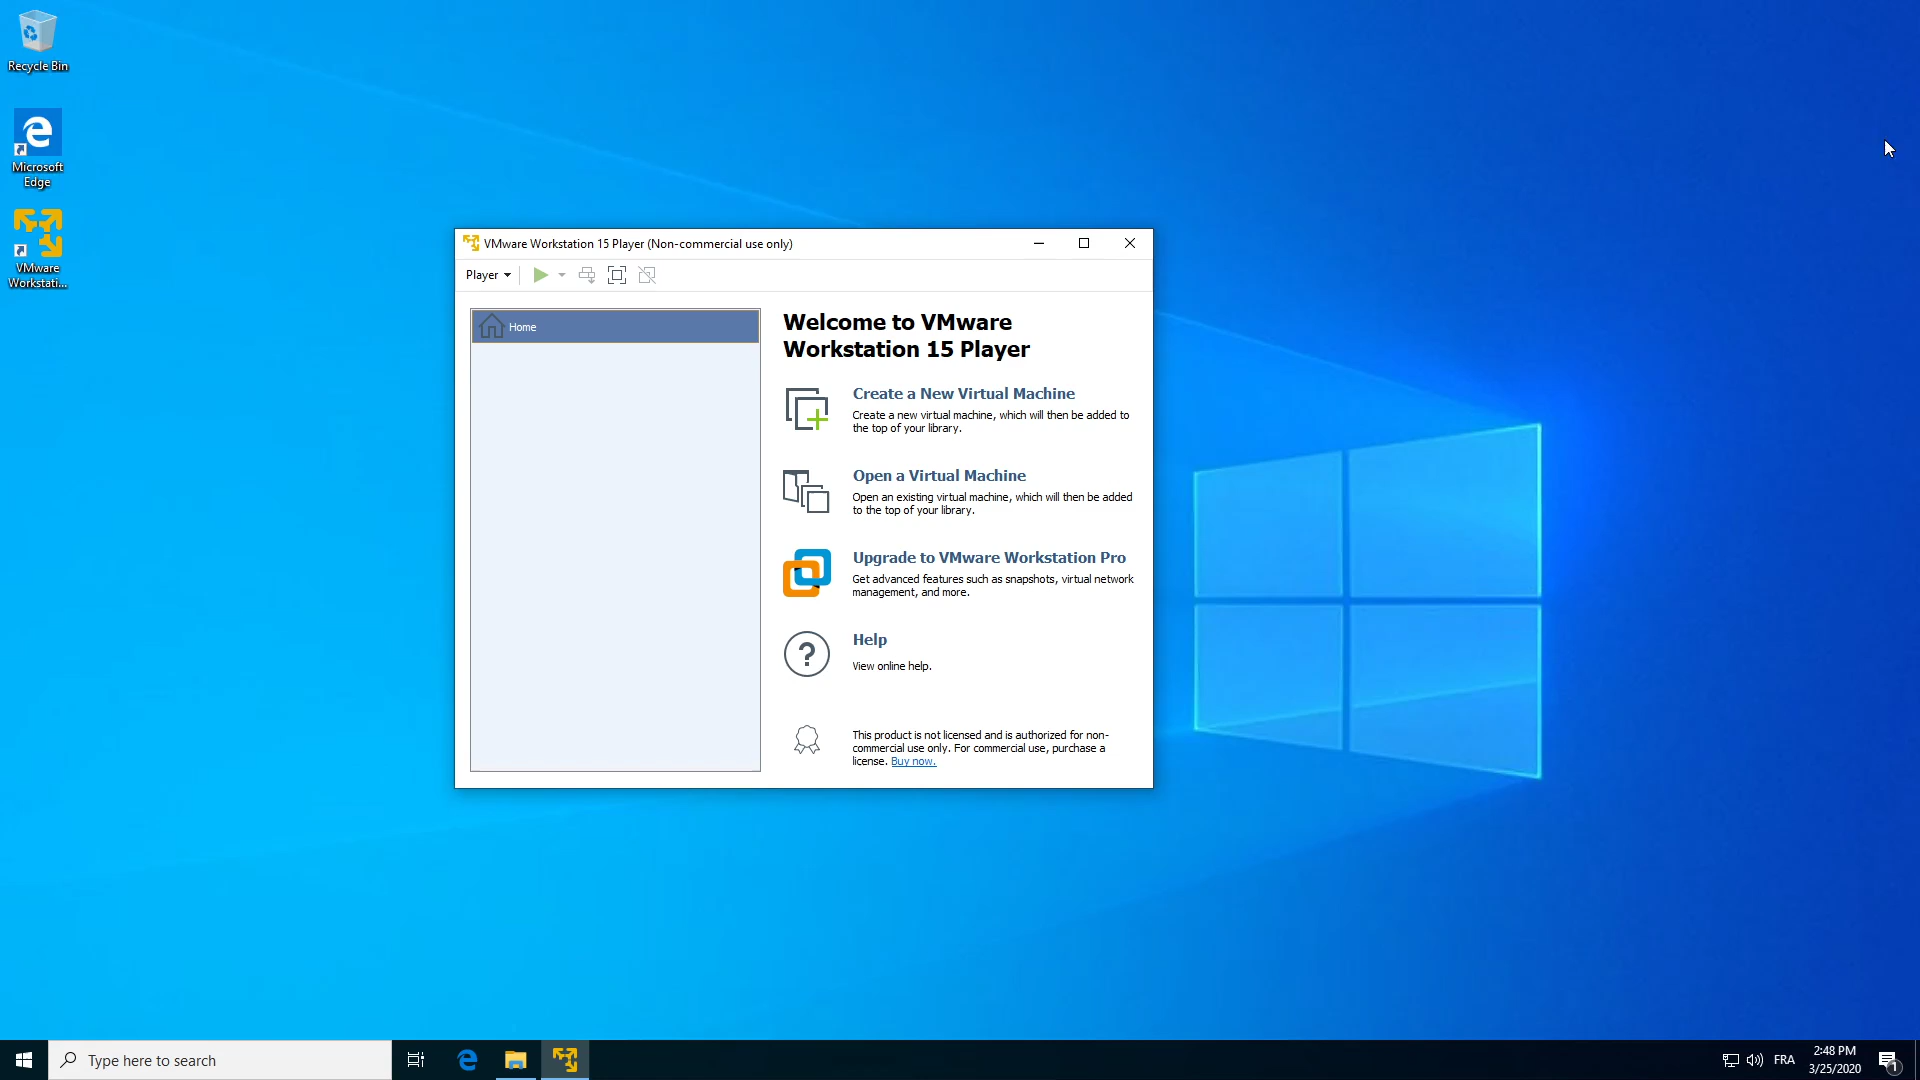 Recycle Bin
Microsoft
Edge
VMware
Workstati...
VMware Workstation 15 Player (Non-commercial use only)
Player
Home
Welcome to VMware
Workstation 15 Player
Create a New Virtual Machine
Create a new virtual machine, which will then be added to
the top of your library.
Open a Virtual Machine
Open an existing virtual machine, which will then be added
to the top of your library.
Upgrade to VMware Workstation Pro
Get advanced features such as snapshots, virtual network
management, and more.
Help
View online help.
This product is not licensed and is authorized for non-
commercial use only. For commercial use, purchase a
license. Buy now.
Type here to search
FRA
2:48 PM
3/25/2020
1